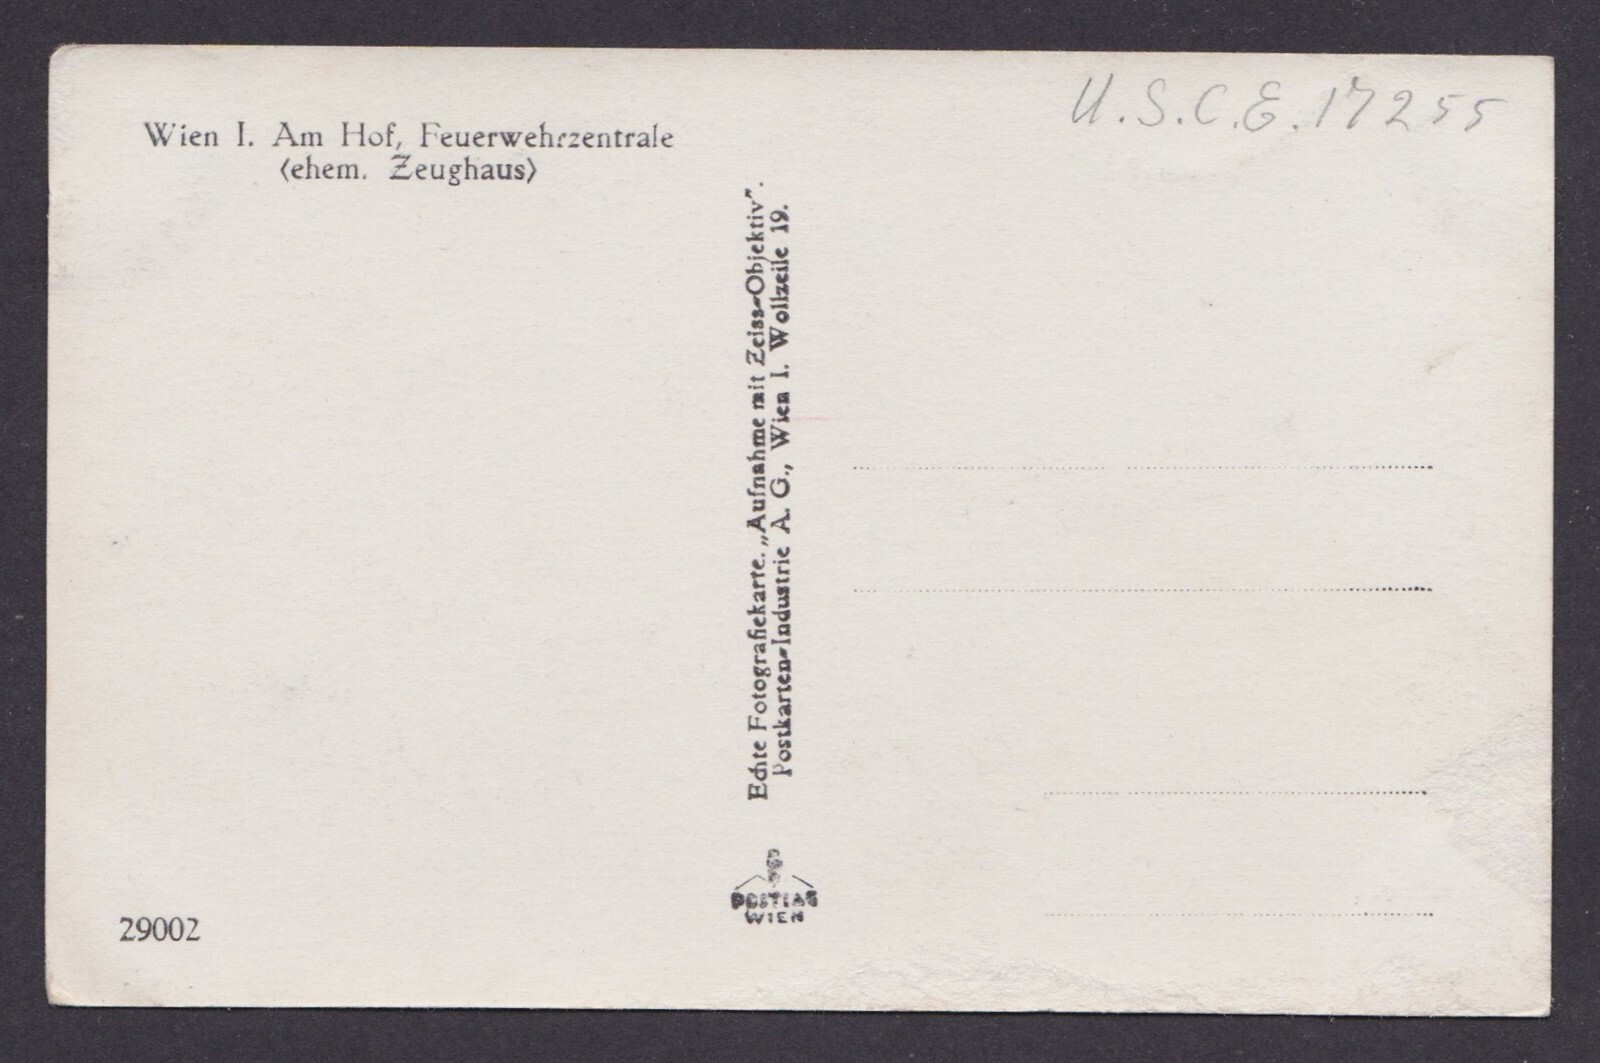 Wien I. Am Hof, Feuerwehrzentrale
(ehem. Zeughaus)
U.S.C.E. 17255
Echte Fotografiekarte. „Aufnahme mit Zeiss-Objektiv”.
Postkarten-Industrie A. G., Wien I. Wollzeile 19.
POSTIAG
WIEN
29002